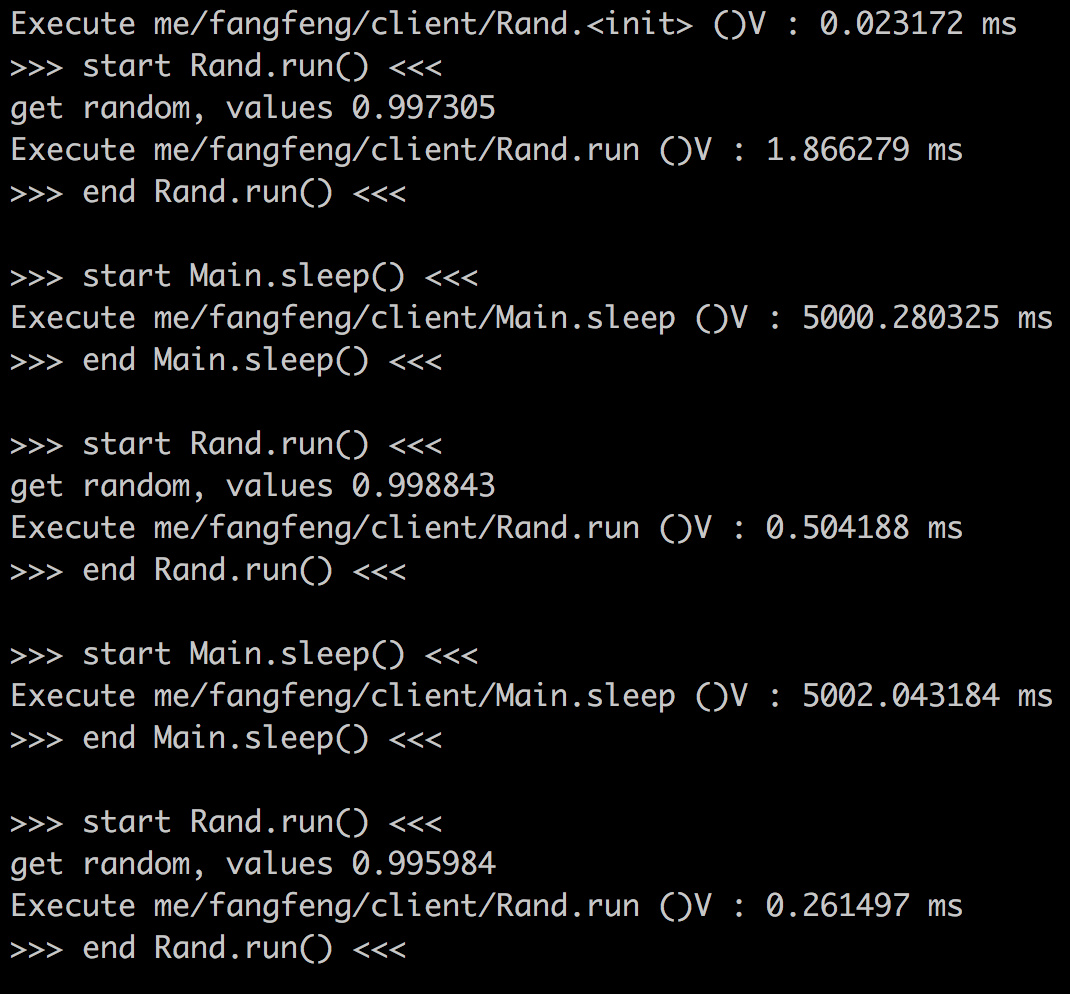 Execute me/fangfeng/client/Rand.<init> ()V : 0.023172 ms
>>> start Rand.run() <<<
get random, values 0.997305
Execute me/fangfeng/client/Rand.run ()V : 1.866279 ms
>>> end Rand.run() <<<
>>> start Main.sleep() <<<
Execute me/fangfeng/client/Main.sleep ()V : 5000.280325 ms
>>> end Main.sleep() <<<
>>> start Rand.run() <<<
get random, values 0.998843
Execute me/fangfeng/client/Rand.run ()V : 0.504188 ms
>>> end Rand.run() <<<
>>> start Main.sleep() <<<
Execute me/fangfeng/client/Main.sleep ()V : 5002.043184 ms
>>> end Main.sleep() <<<
>>> start Rand.run() <<<
get random, values 0.995984
Execute me/fangfeng/client/Rand.run ()V : 0.261497 ms
>>> end Rand.run() <<<